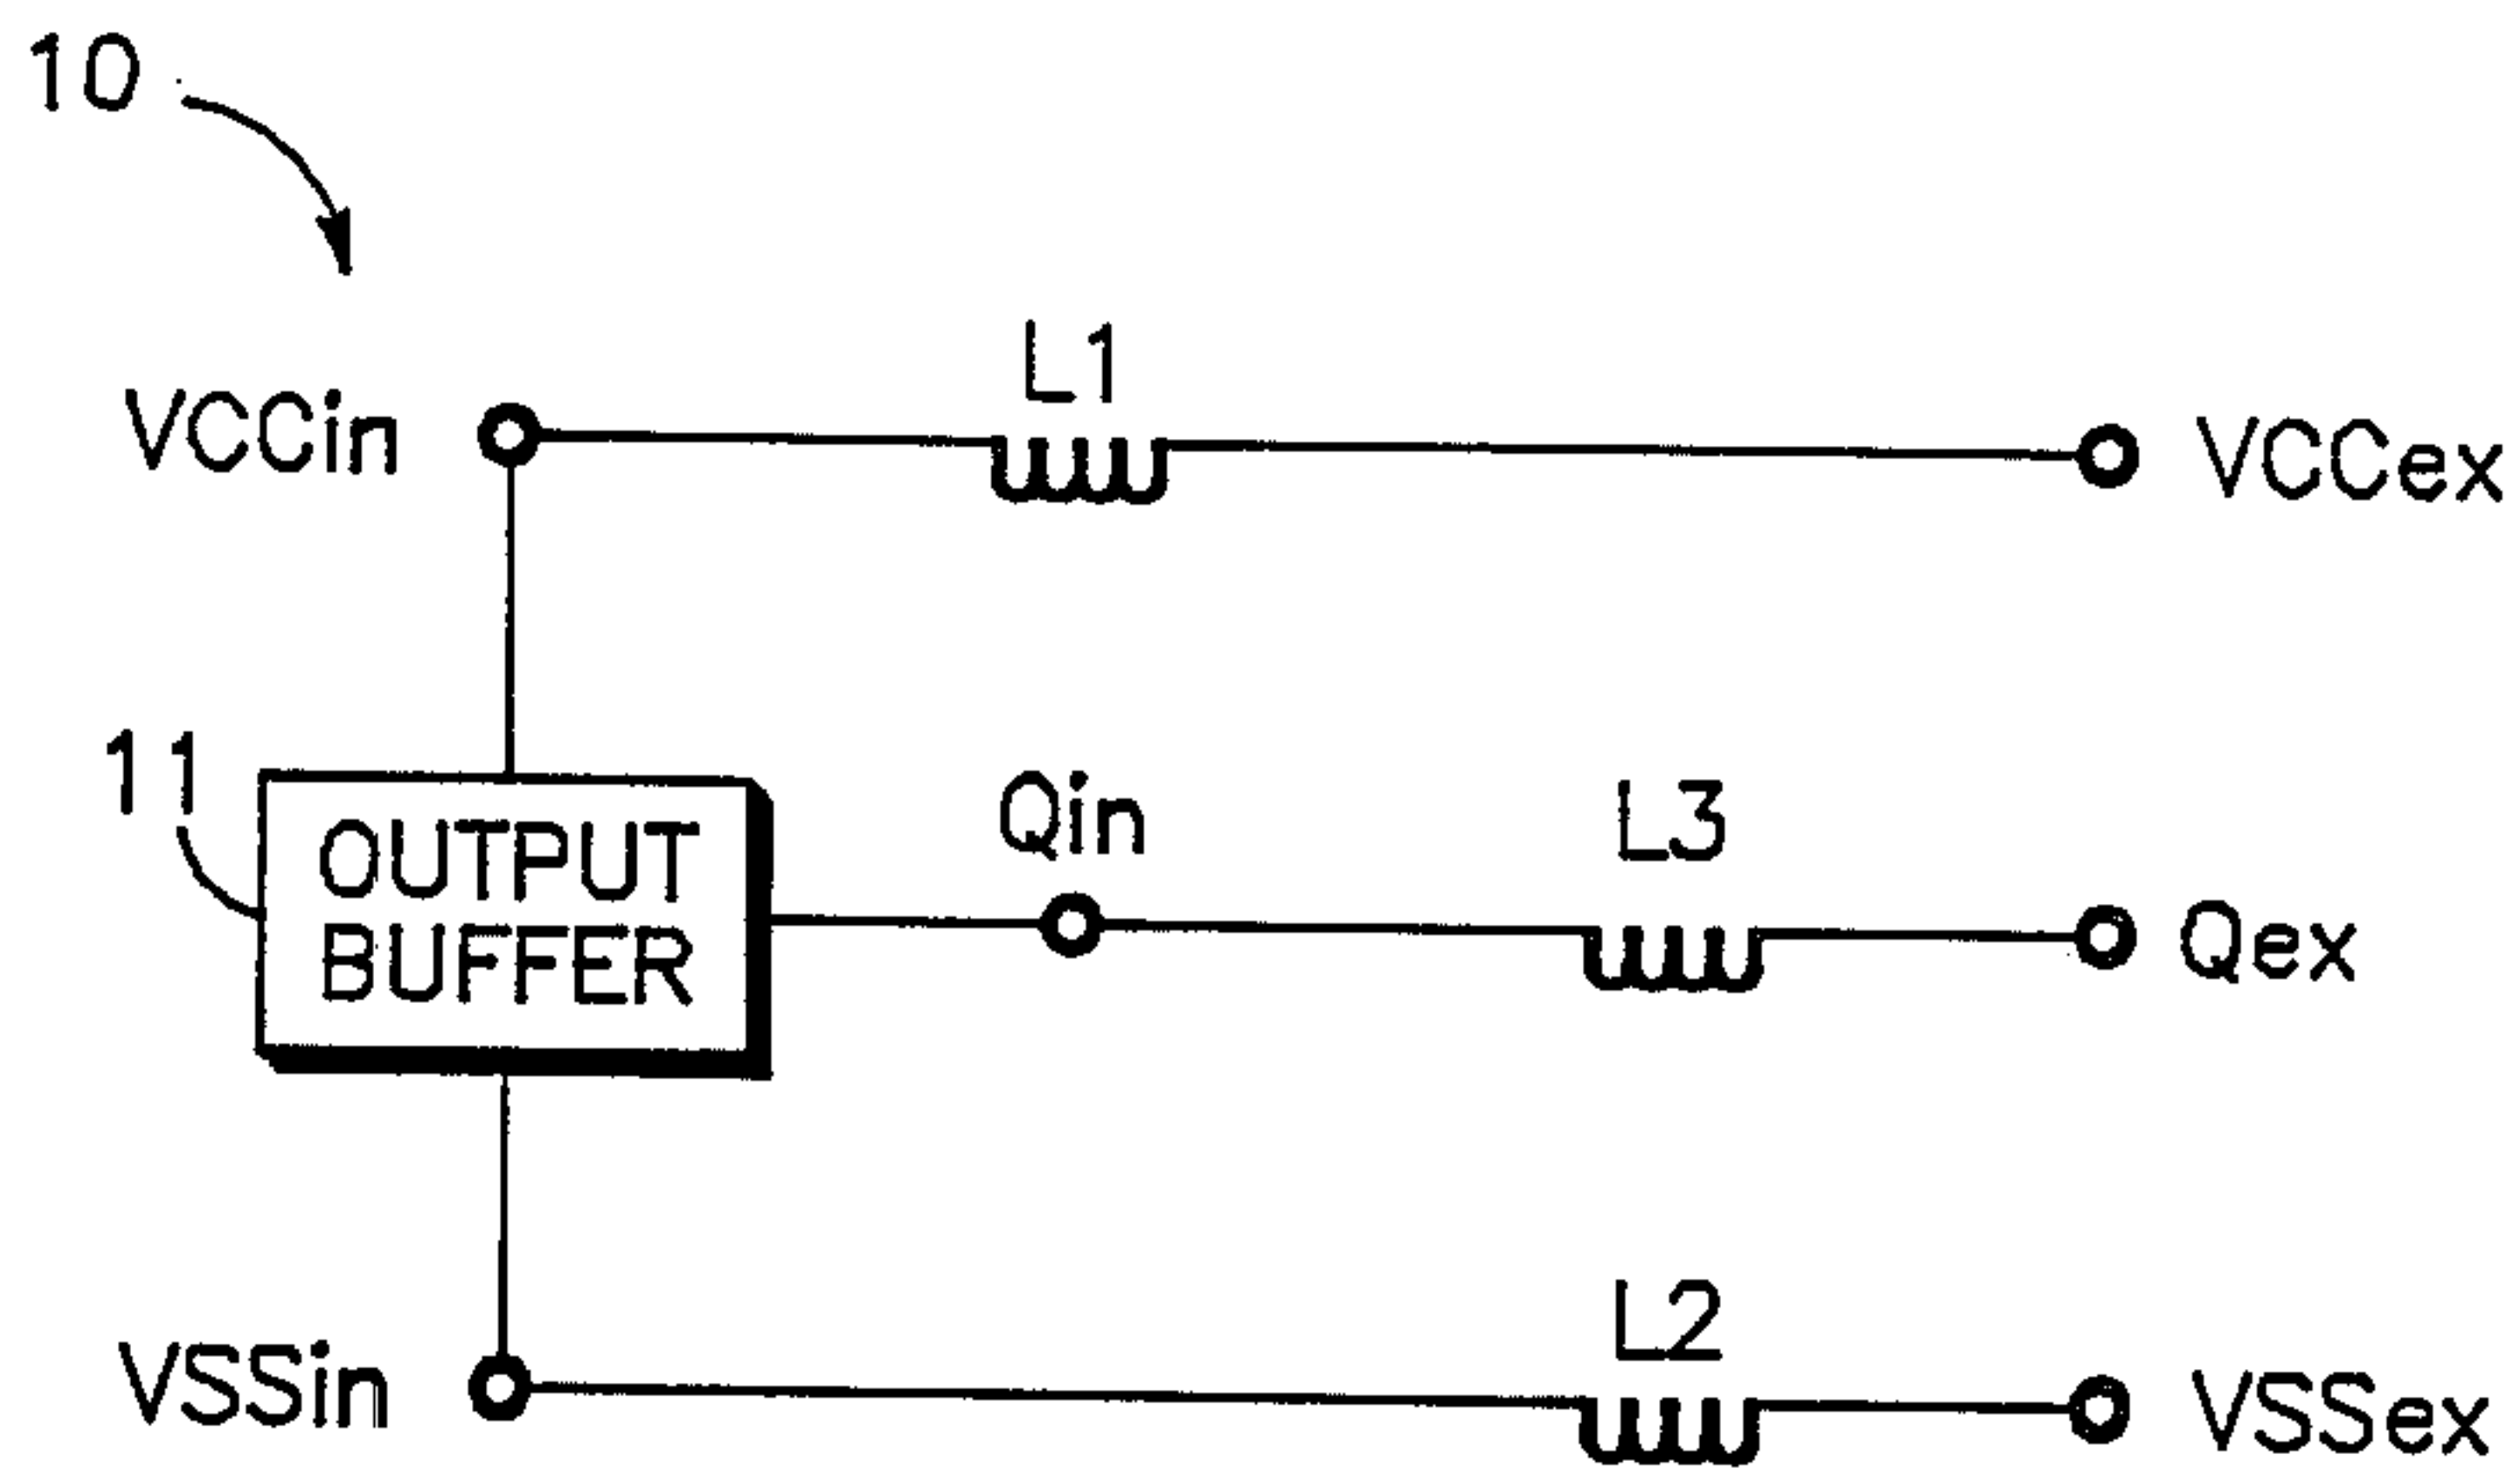 10
L1
VCCin
VCCex
11
OUTPUT
BUFFER
Qin
L3
Qex
L2
VSSin
VSSex